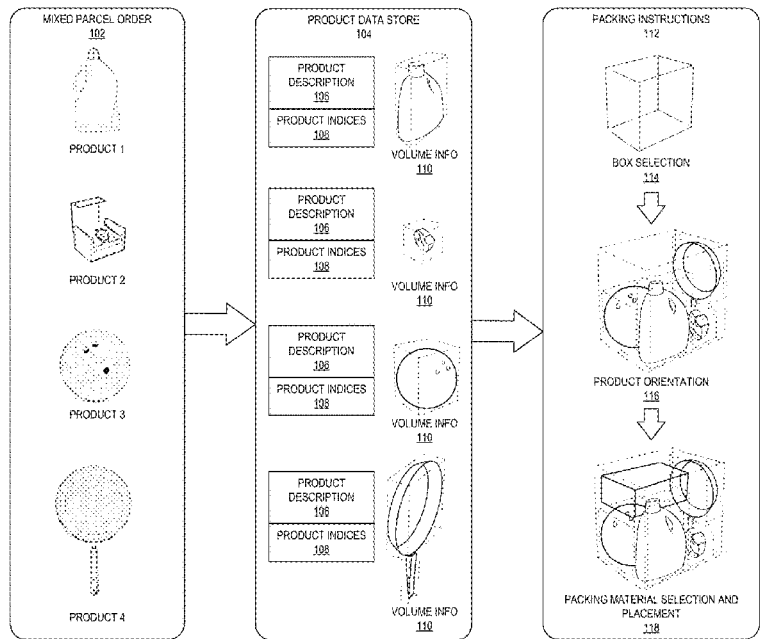 MIXED PARCEL ORDER
102
PRODUCT 1
PRODUCT 2
PRODUCT 3
PRODUCT 4
PRODUCT DATA STORE
104
PRODUCT
DESCRIPTION
106
PRODUCT INDICES
108
VOLUME INFO
110
PRODUCT
DESCRIPTION
106
PRODUCT INDICES
108
VOLUME INFO
110
PRODUCT
DESCRIPTION
106
PRODUCT INDICES
108
VOLUME INFO
110
PRODUCT
DESCRIPTION
106
PRODUCT INDICES
108
VOLUME INFO
110
PACKING INSTRUCTIONS
112
BOX SELECTION
114
PRODUCT ORIENTATION
116
PACKING MATERIAL SELECTION AND
PLACEMENT
118